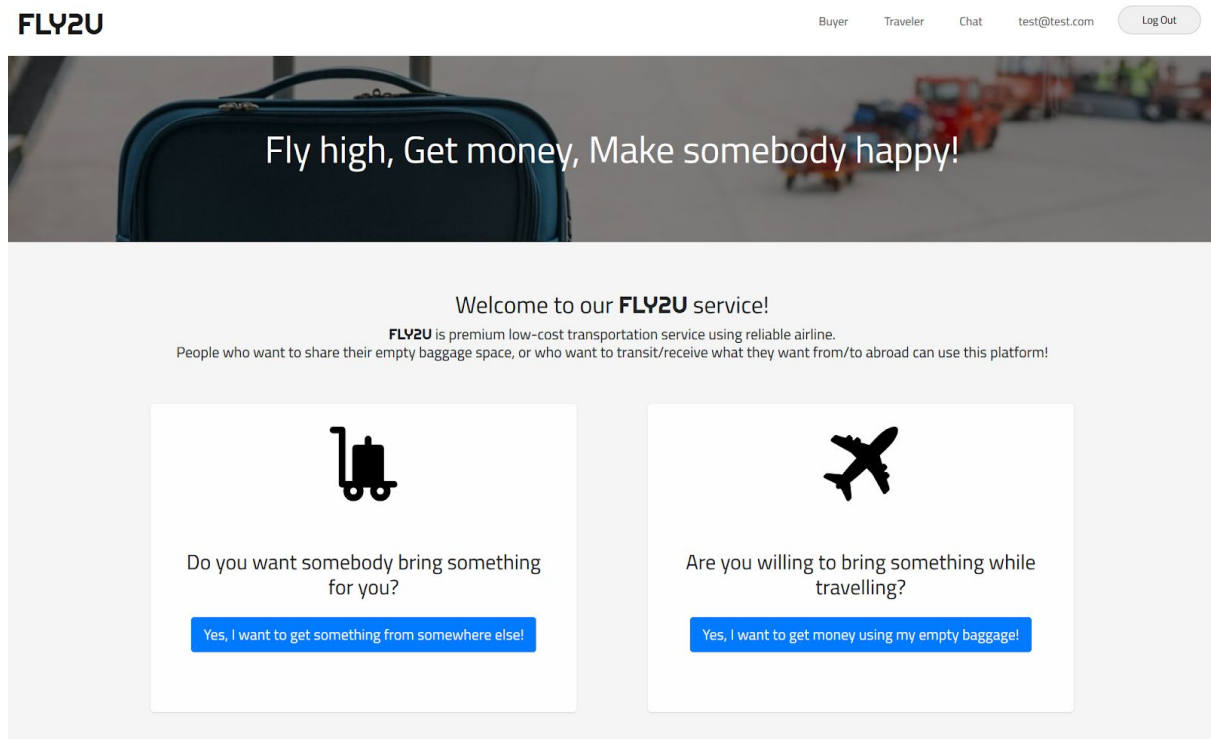 FLY2U
Buyer Traveler Chat test@test.com Log Out
Fly high, Get money, Make somebody happy!
Welcome to our FLY2U service!
FLY2U is premium low-cost transportation service using reliable airline.
People who want to share their empty baggage space, or who want to transit/receive what they want from/to abroad can use this platform!
Do you want somebody bring something
for you?
Yes, I want to get something from somewhere else!
Are you willing to bring something while
travelling?
Yes, I want to get money using my empty baggage!